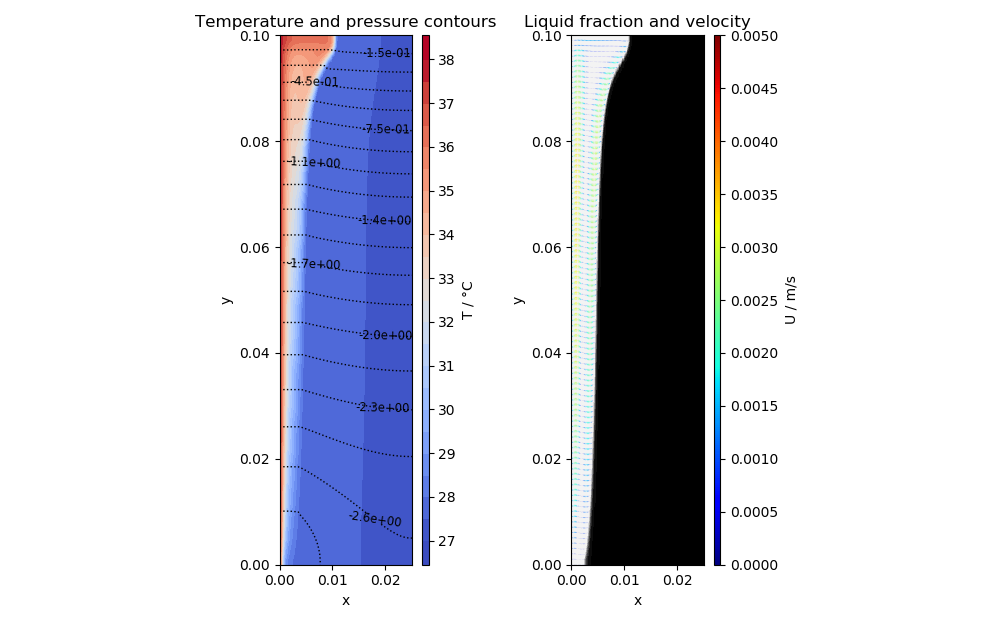 Temperature and pressure contours
0.10
0.08
0.06
0.04
0.02
0.00
y
0.00 0.01 0.02
x
-1.5e-01
-4.5e-01
-7.5e-01
-1.1e+00
-1.4e+00
-1.7e+00
-2.0e+00
-2.3e+00
-2.6e+00
38
37
36
35
34
33
32
31
30
29
28
27
T / °C
Liquid fraction and velocity
0.10
0.08
0.06
0.04
0.02
0.00
y
0.00 0.01 0.02
x
0.0050
0.0045
0.0040
0.0035
0.0030
0.0025
0.0020
0.0015
0.0010
0.0005
0.0000
U / m/s